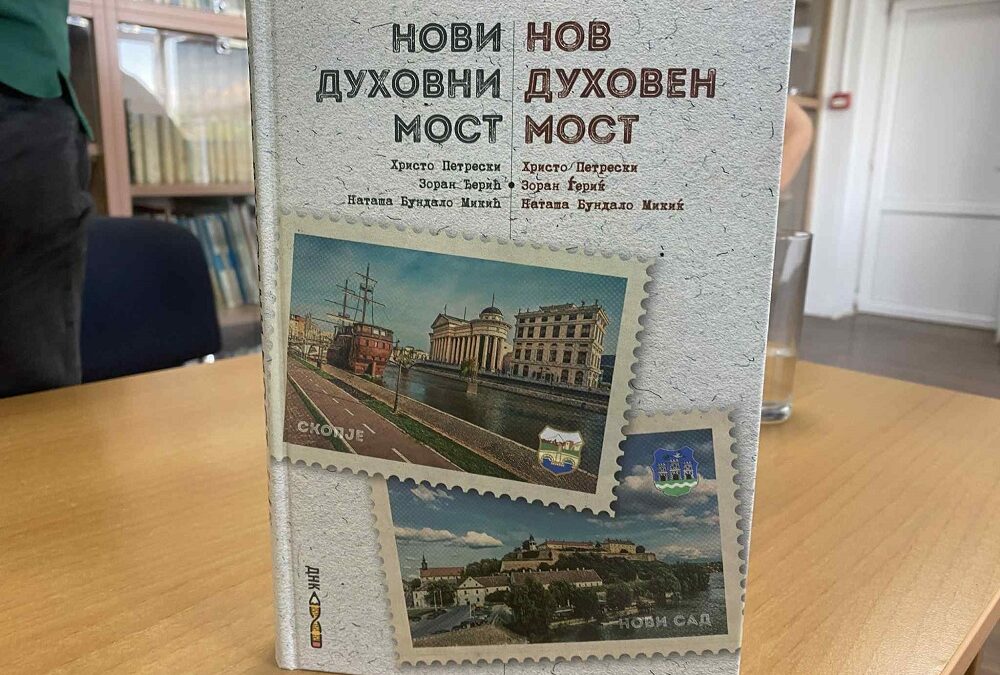 НОВИ
ДУХОВНИ
МОСТ
Христо Петрески
Зоран Ђерић
Наташа Бундало Микић
НОВ
ДУХОВЕН
МОСТ
Христо Петрески
Зоран Ѓериќ
Наташа Бундало Микиќ
СКОПЈЕ
НОВИ САД
ДНК